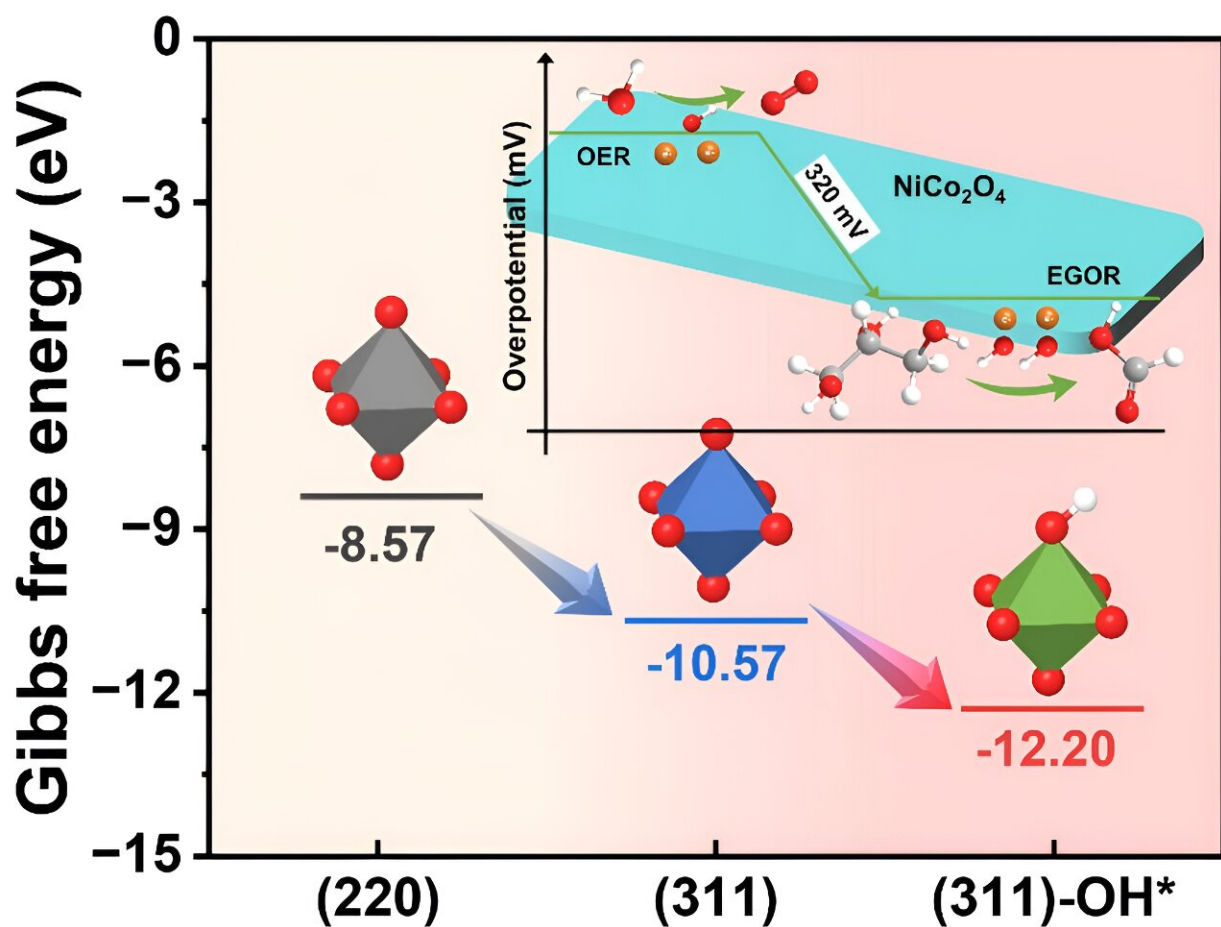 Gibbs free energy (eV)
0
−3
−6
−9
−12
−15
Overpotential (mV)
OER
320 mV
NiCo₂O₄
EGOR
-8.57
-10.57
-12.20
(220)
(311)
(311)-OH*